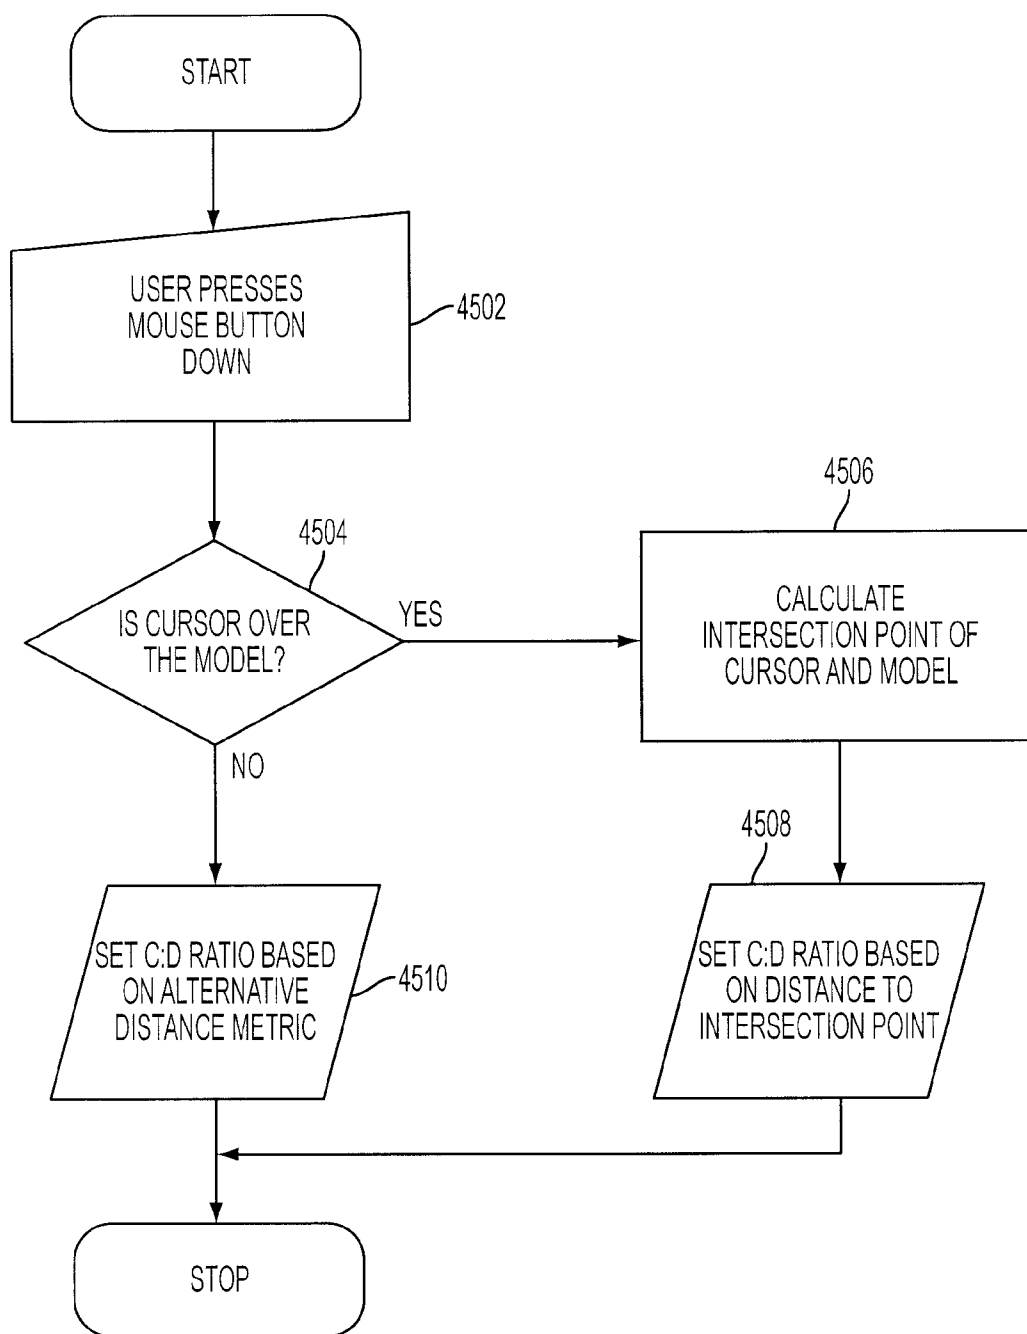 START
USER PRESSES
MOUSE BUTTON
DOWN
4502
4504
IS CURSOR OVER
THE MODEL?
YES
NO
4506
CALCULATE
INTERSECTION POINT OF
CURSOR AND MODEL
4508
SET C:D RATIO BASED
ON DISTANCE TO
INTERSECTION POINT
SET C:D RATIO BASED
ON ALTERNATIVE
DISTANCE METRIC
4510
STOP